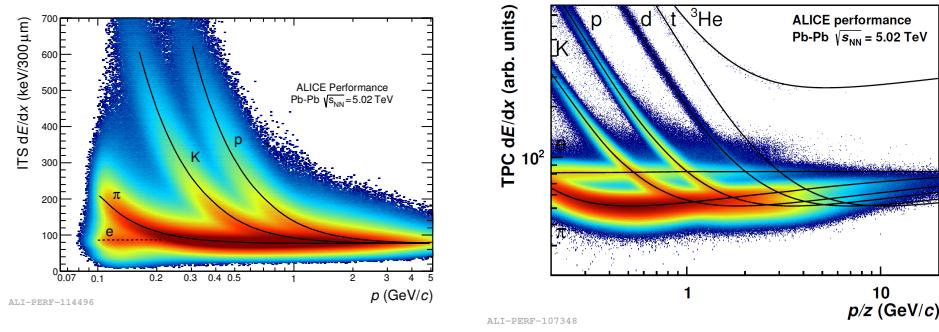 ITS dE/dx (keV/300 μm)
700
600
500
400
300
200
100
0
ALICE Performance
Pb-Pb √sNN = 5.02 TeV
π
e
K
p
0.07
0.1
0.2
0.3
0.4
0.5
1
2
3
4
5
p (GeV/c)
ALI-PERF-114496
TPC dE/dx (arb. units)
10²
K
p
d
t
³He
e
π
ALICE performance
Pb-Pb √sNN = 5.02 TeV
1
10
p/z (GeV/c)
ALI-PERF-107348